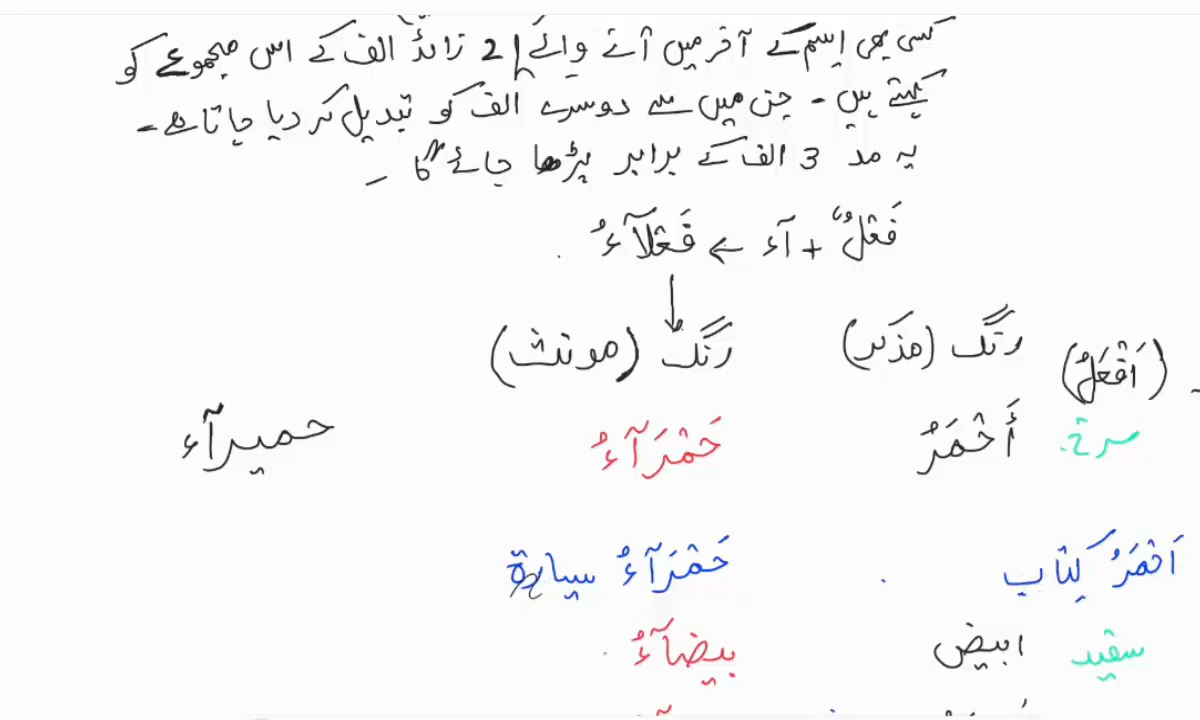 کسی بھی اسم کے آخر میں آنے والے 2 زائد الف کے اس مجموعے کو
کہتے ہیں - جن میں سے دوسرے الف کو تبدیل کر دیا جاتا ہے -
یہ مد 3 الف کے برابر پڑھا جائے گا -
فَعْلٌ + آء ← فَعْلَآءُ
رنگ (مذکر) رنگ (مونث)
(اَفْعَلُ)
سرخ أَحْمَرُ حَمْرَآءُ حمیرآء
اَحْمَرُ کِتَاب حَمْرَآءُ سیارة
سفید ابیض بیضآءُ